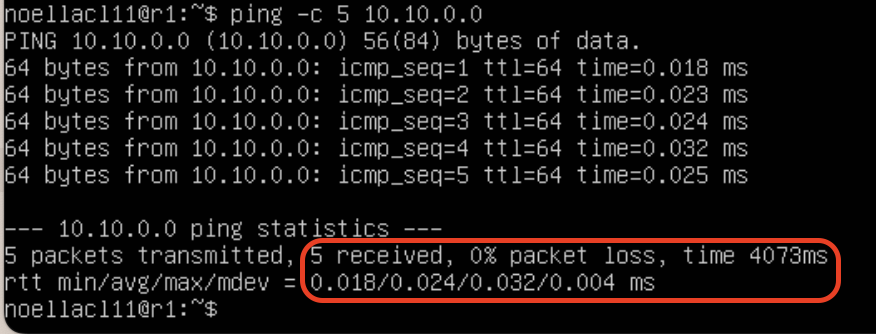 noellacl11@r1:~$ ping -c 5 10.10.0.0
PING 10.10.0.0 (10.10.0.0) 56(84) bytes of data.
64 bytes from 10.10.0.0: icmp_seq=1 ttl=64 time=0.018 ms
64 bytes from 10.10.0.0: icmp_seq=2 ttl=64 time=0.023 ms
64 bytes from 10.10.0.0: icmp_seq=3 ttl=64 time=0.024 ms
64 bytes from 10.10.0.0: icmp_seq=4 ttl=64 time=0.032 ms
64 bytes from 10.10.0.0: icmp_seq=5 ttl=64 time=0.025 ms
--- 10.10.0.0 ping statistics ---
5 packets transmitted, 5 received, 0% packet loss, time 4073ms
rtt min/avg/max/mdev = 0.018/0.024/0.032/0.004 ms
noellacl11@r1:~$